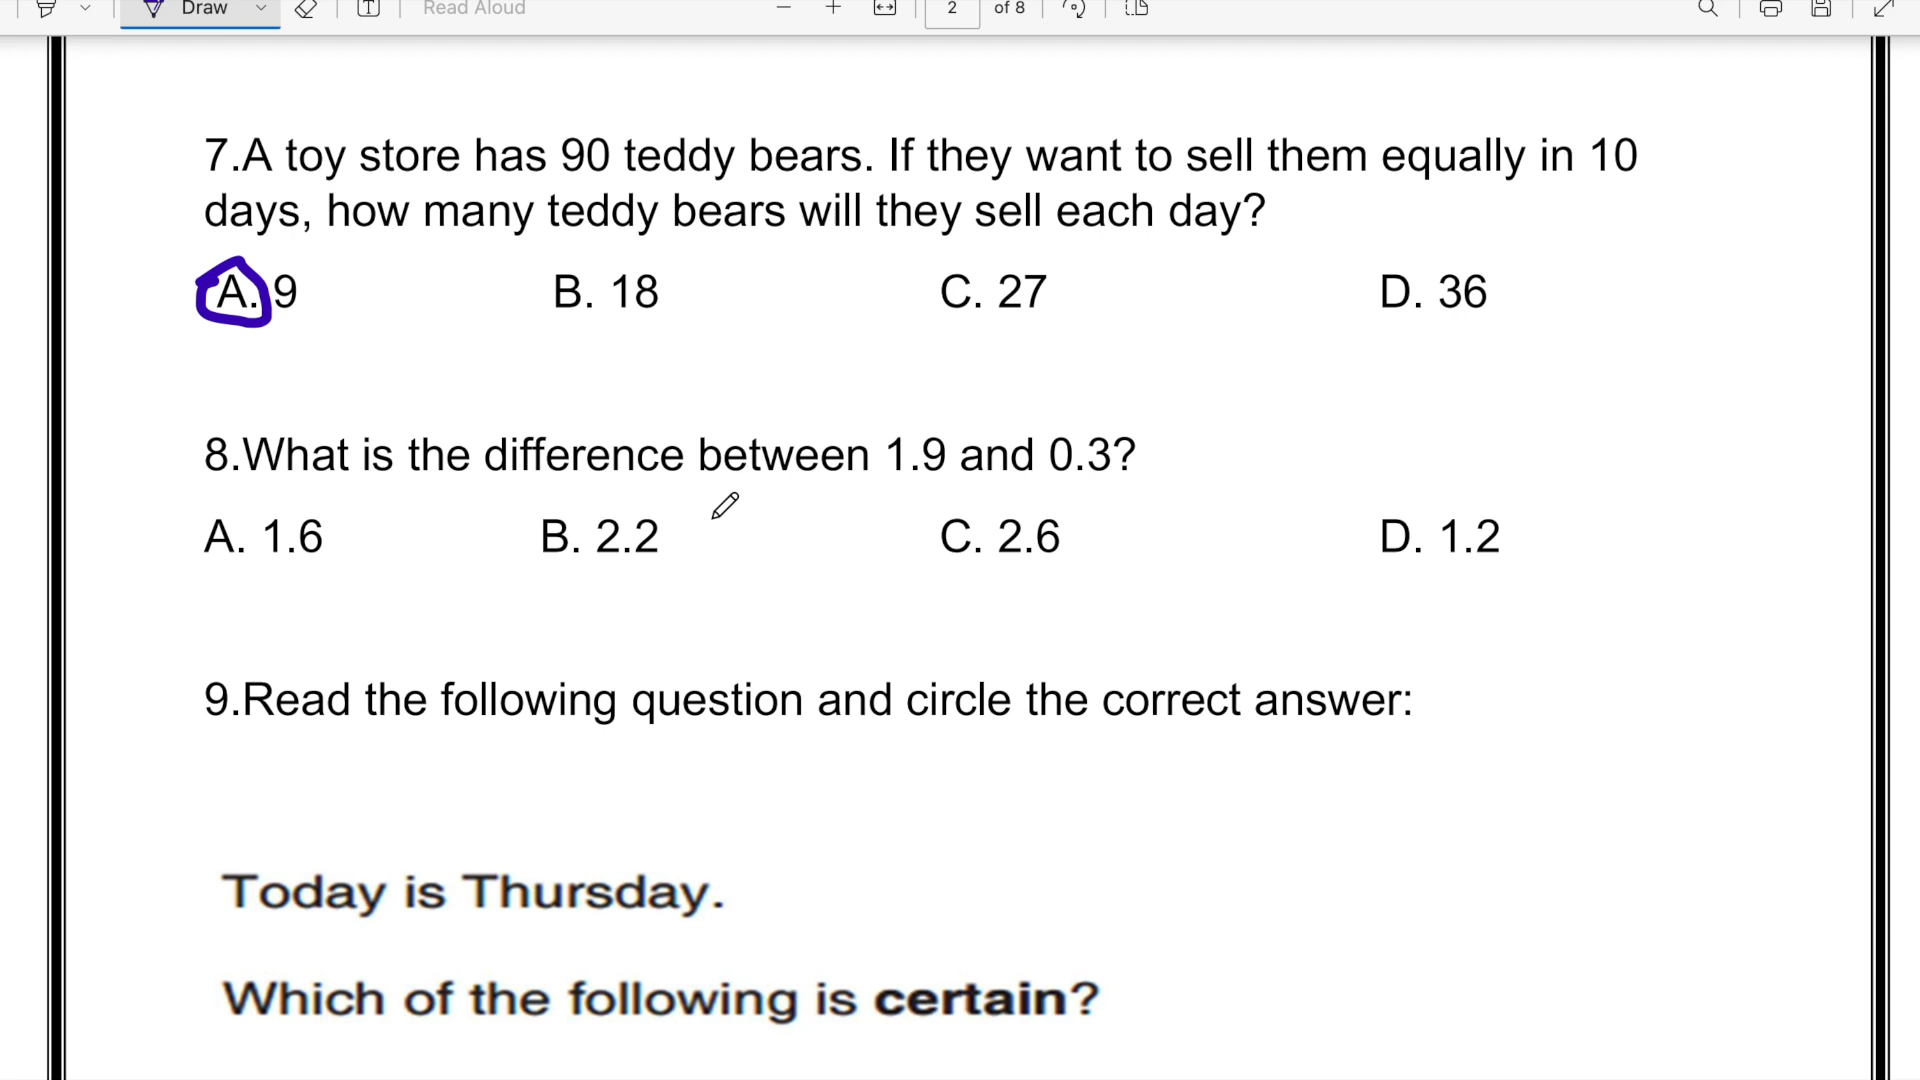 Draw Read Aloud 2 of 8
7.A toy store has 90 teddy bears. If they want to sell them equally in 10
days, how many teddy bears will they sell each day?
A. 9 B. 18 C. 27 D. 36
8.What is the difference between 1.9 and 0.3?
A. 1.6 B. 2.2 C. 2.6 D. 1.2
9.Read the following question and circle the correct answer:
Today is Thursday.
Which of the following is certain?